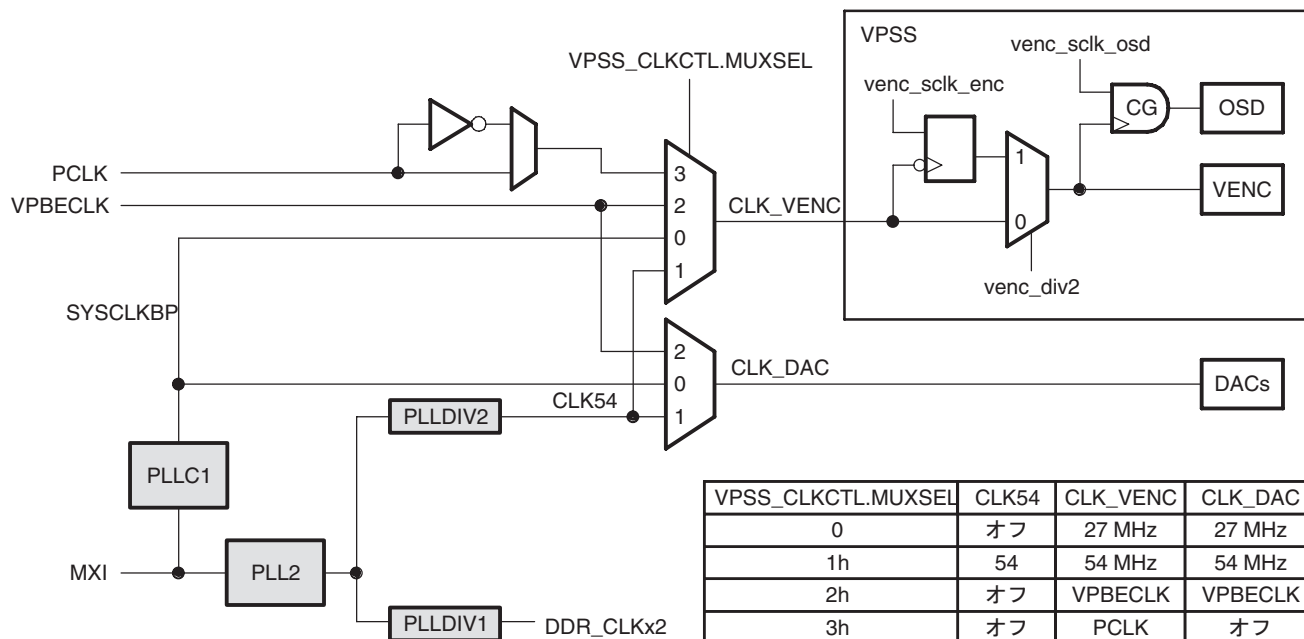 VPSS
VPSS_CLKCTL.MUXSEL
venc_sclk_osd
venc_sclk_enc
CG
OSD
PCLK
3
1
VENC
VPBECLK
2
CLK_VENC
0
0
1
venc_div2
SYSCLKBP
2
CLK_DAC
0
DACs
CLK54
1
PLLDIV2
PLLC1
MXI
PLL2
PLLDIV1
DDR_CLKx2
VPSS_CLKCTL.MUXSEL CLK54 CLK_VENC CLK_DAC
0 オフ 27 MHz 27 MHz
1h 54 54 MHz 54 MHz
2h オフ VPBECLK VPBECLK
3h オフ PCLK オフ